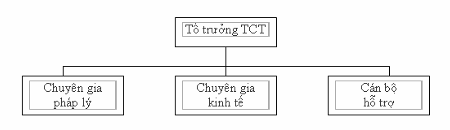 Tổ trưởng TCT
Chuyên gia
pháp lý
Chuyên gia
kinh tế
Cán bộ
hỗ trợ